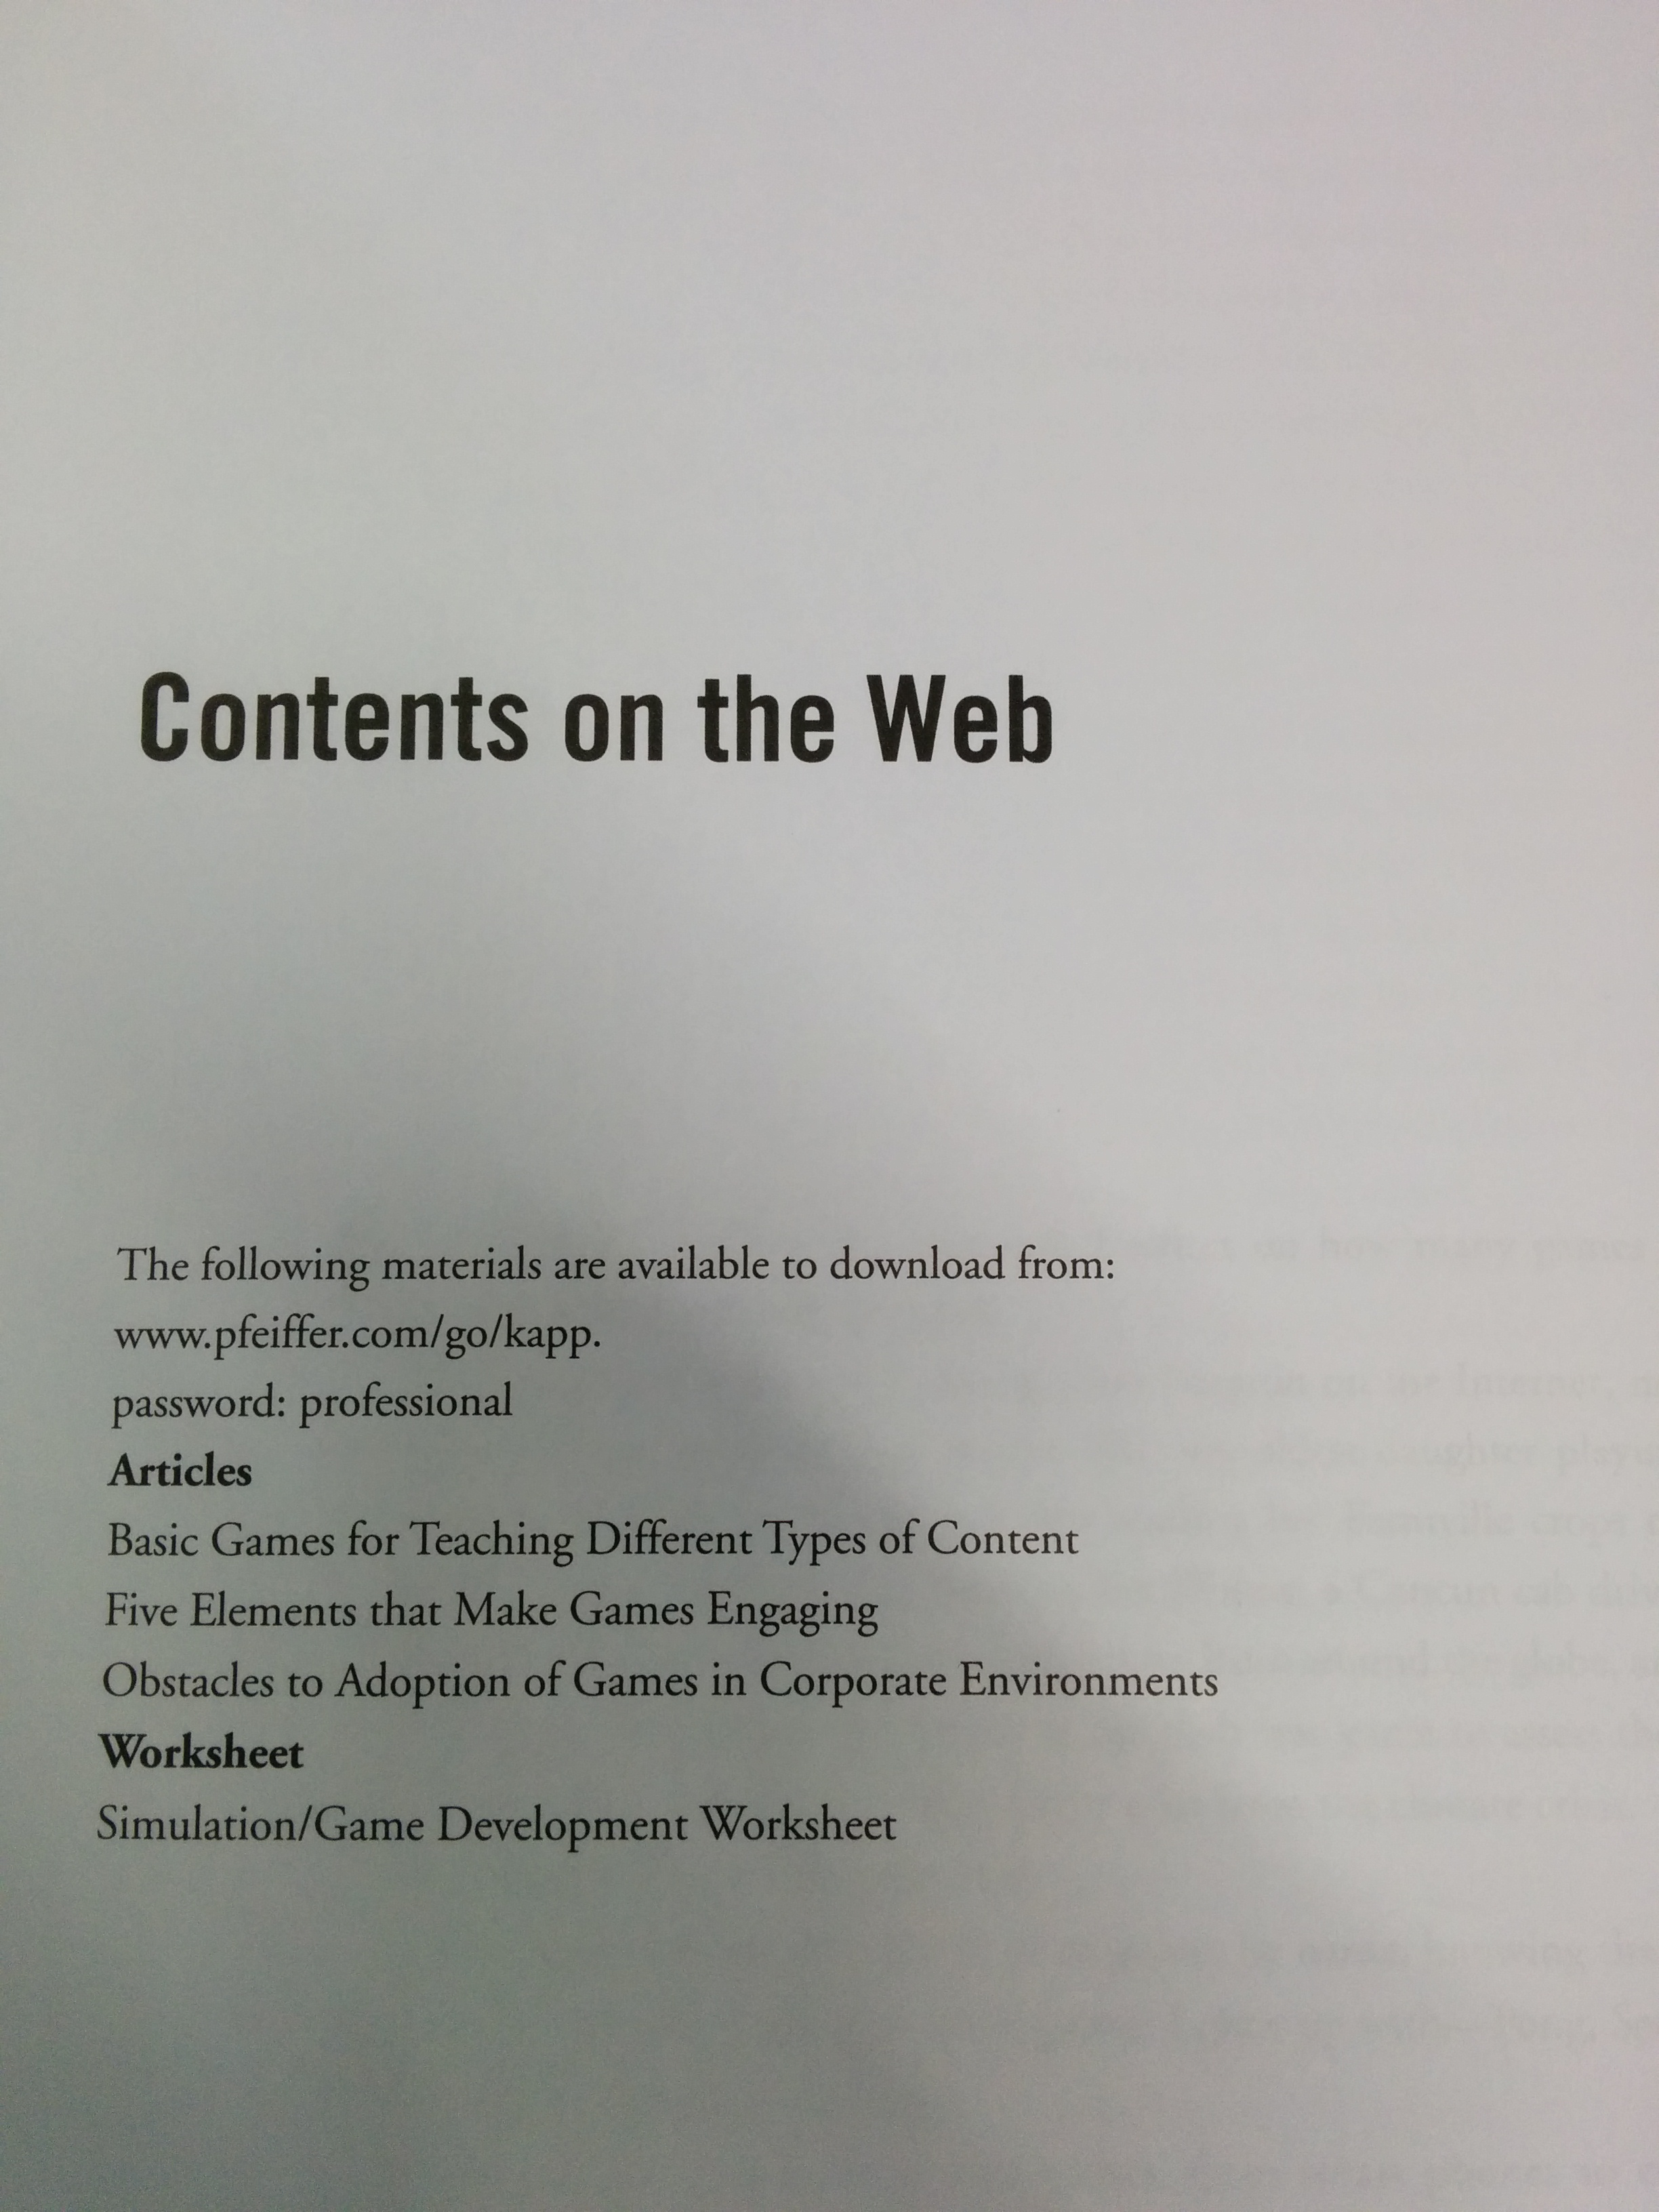 Contents on the Web
The following materials are available to download from:
www.pfeiffer.com/go/kapp.
password: professional
Articles
Basic Games for Teaching Different Types of Content
Five Elements that Make Games Engaging
Obstacles to Adoption of Games in Corporate Environments
Worksheet
Simulation/Game Development Worksheet